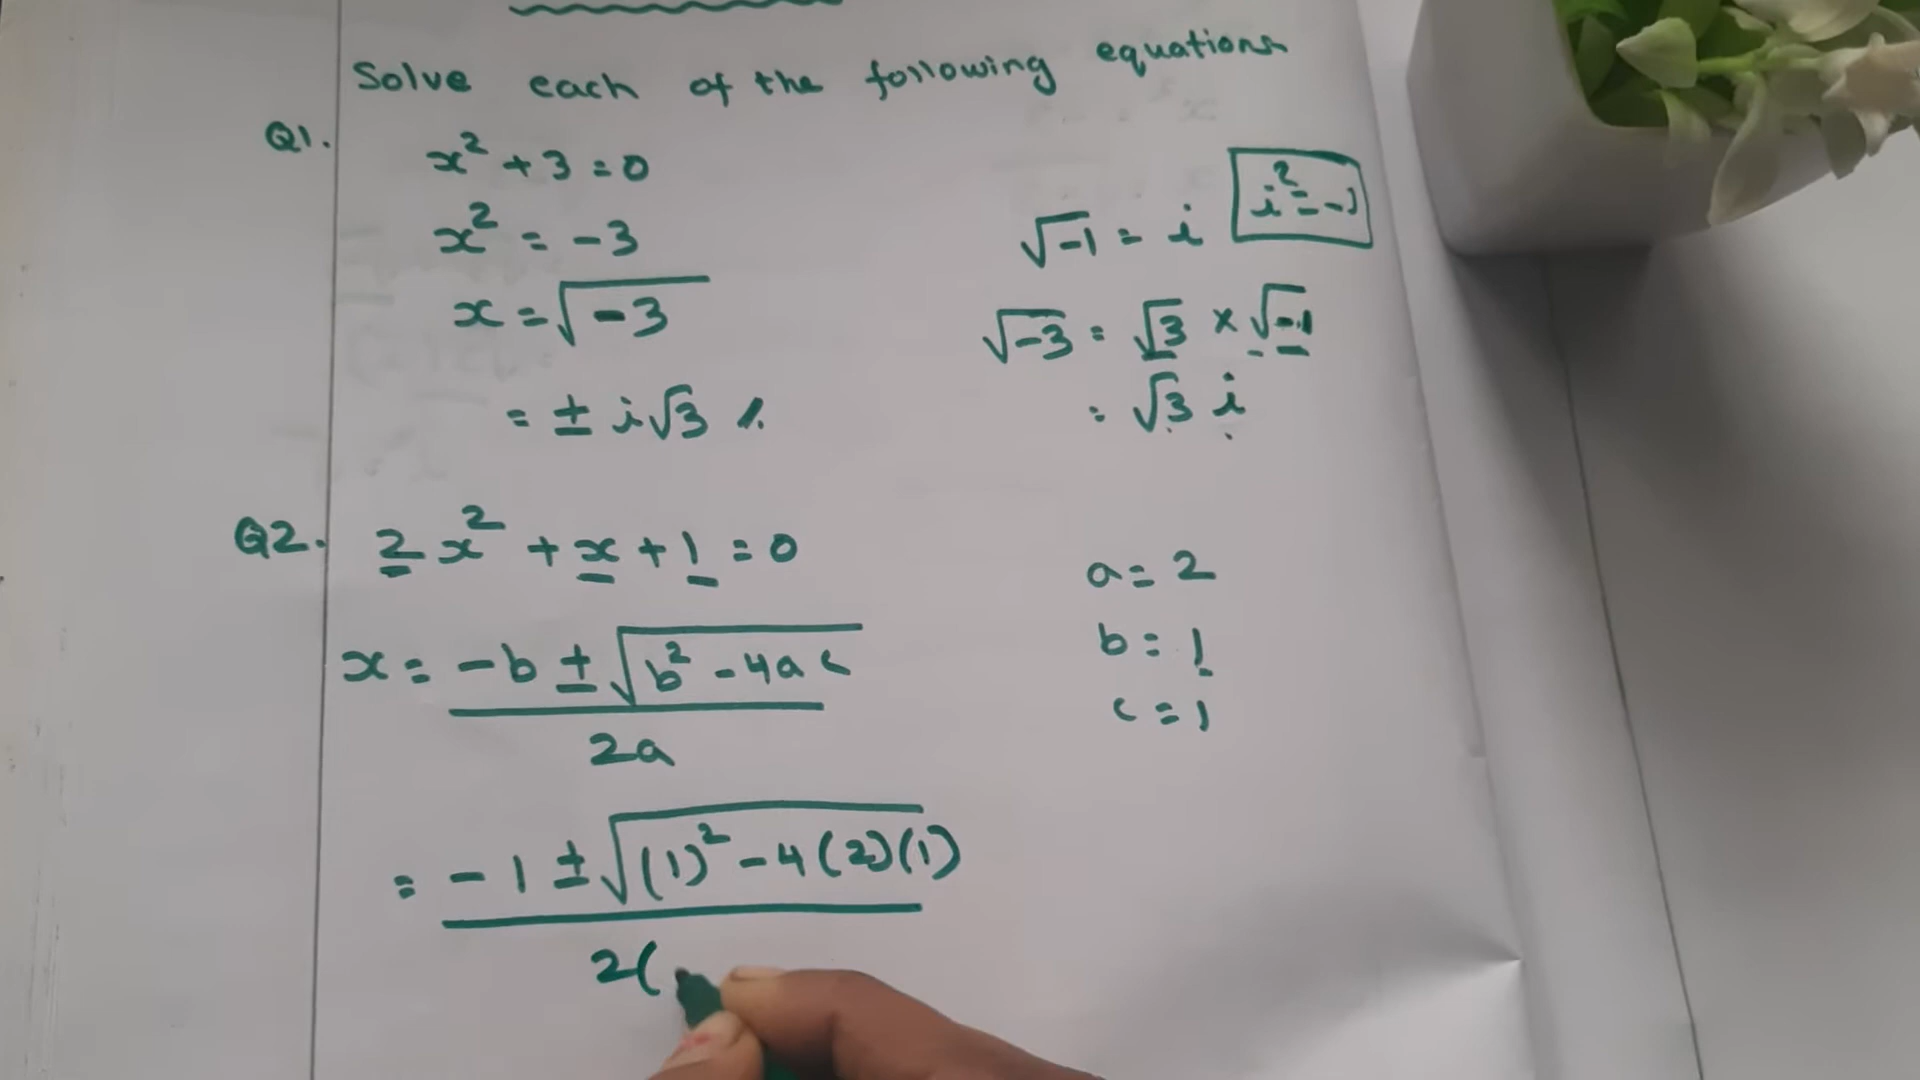 Solve each of the following equations
Q1. x² + 3 = 0
x² = -3
x = √-3
= ± i√3
√-1 = i
i² = -1
√-3 = √3 × √-1
= √3 i
Q2. 2x² + x + 1 = 0
x = -b ± √b² - 4ac
2a
= -1 ± √(1)² - 4(2)(1)
2(
a = 2
b = 1
c = 1